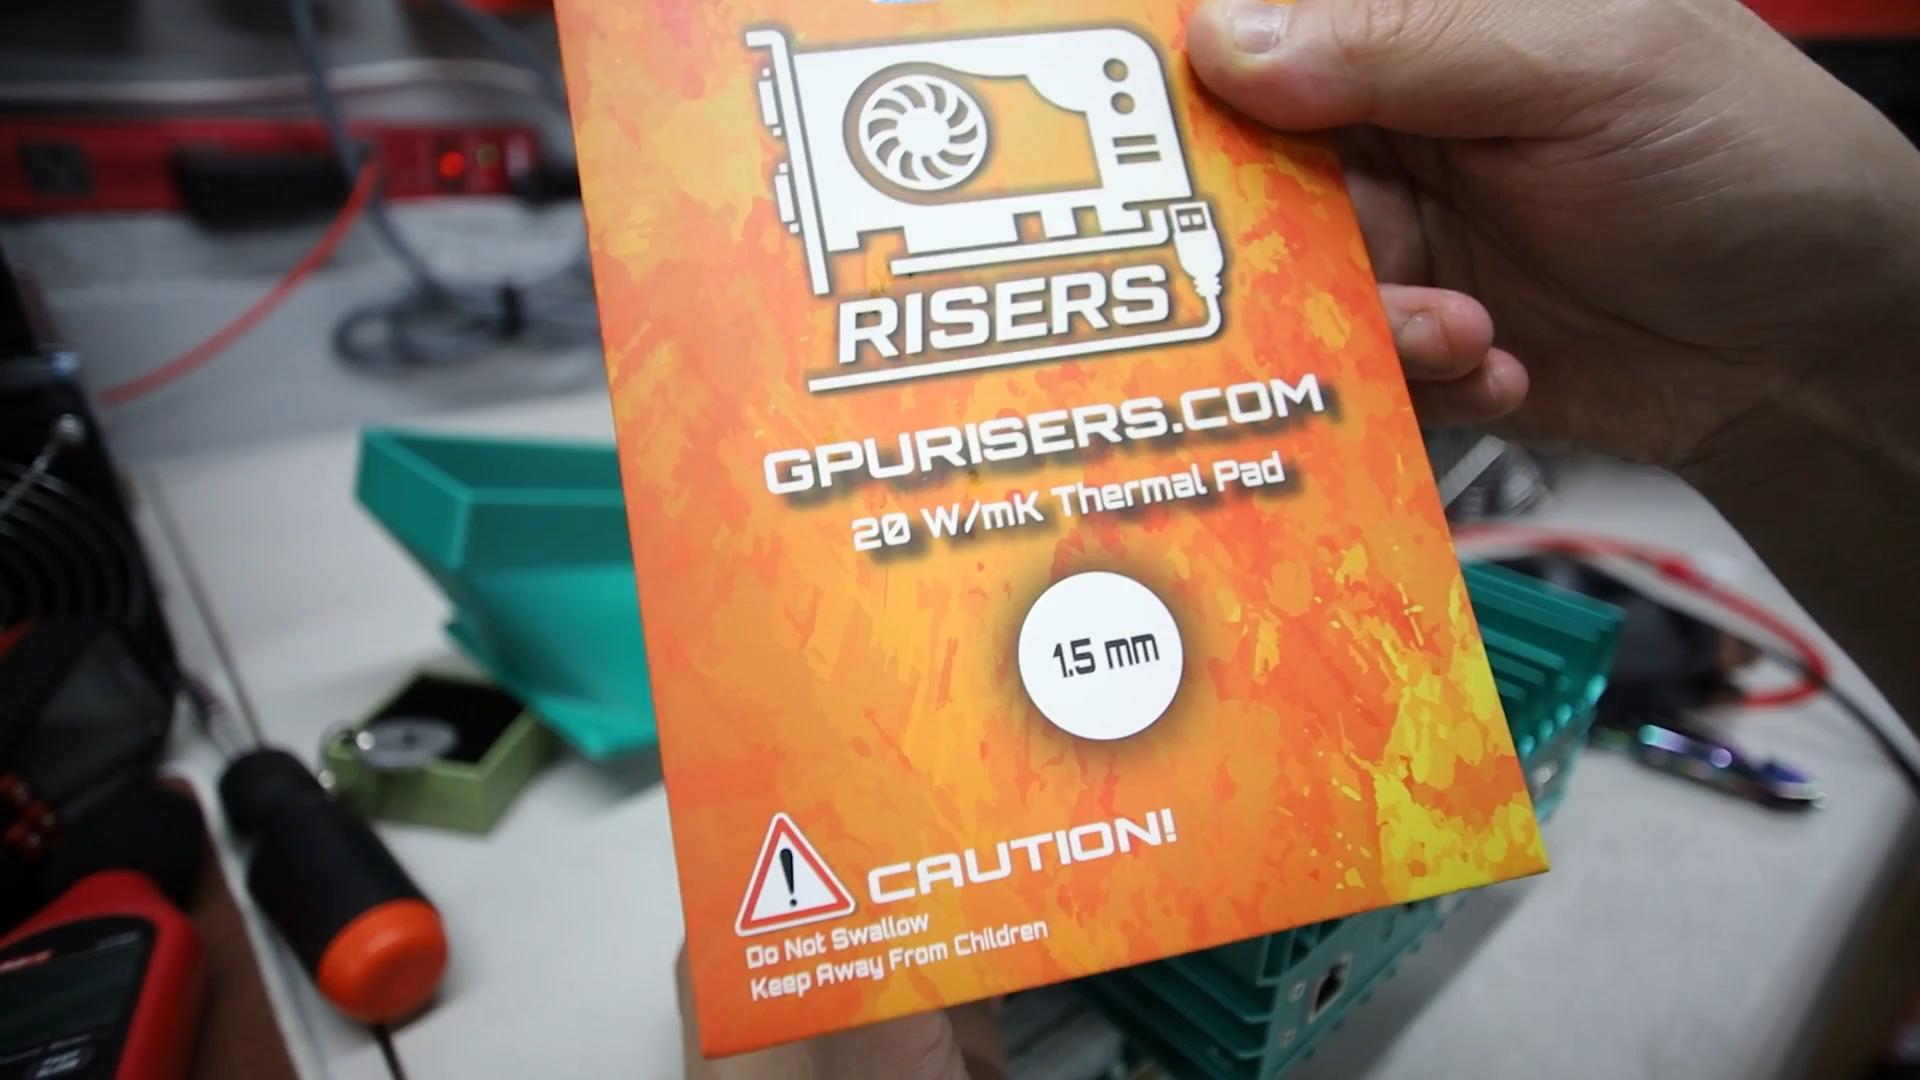 RISERS
GPURISERS.COM
20 W/mK Thermal Pad
1.5 mm
CAUTION!
Do Not Swallow
Keep Away From Children